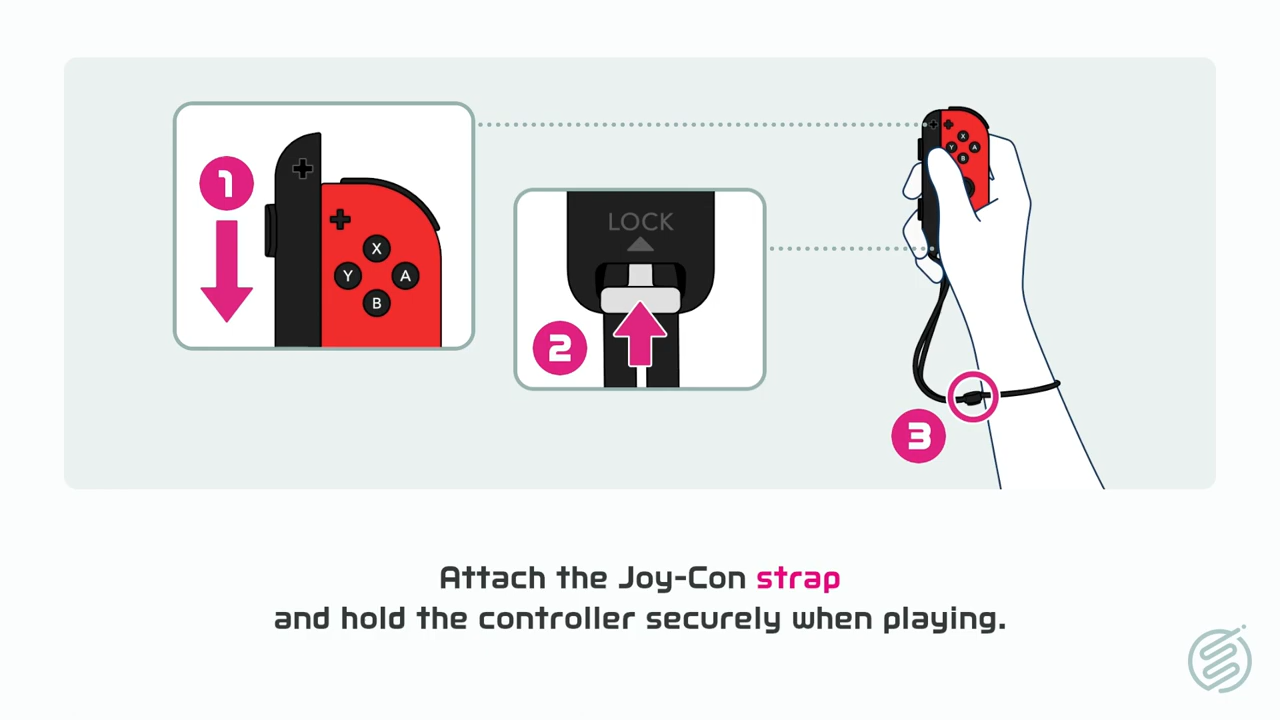 1
X
Y
A
B
LOCK
2
X
Y
A
B
3
Attach the Joy-Con strap
and hold the controller securely when playing.